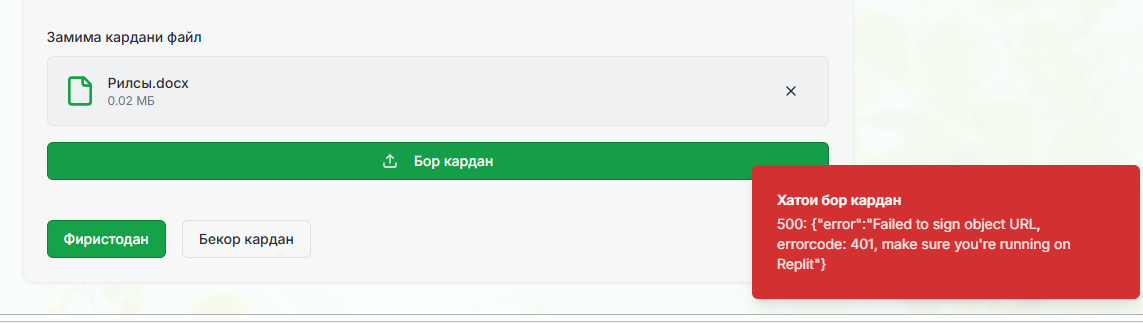 Замима кардани файл
Рилсы.docx
0.02 МБ
Бор кардан
Фиристодан
Бекор кардан
Хатои бор кардан
500: {"error":"Failed to sign object URL,
errorcode: 401, make sure you're running on
Replit"}